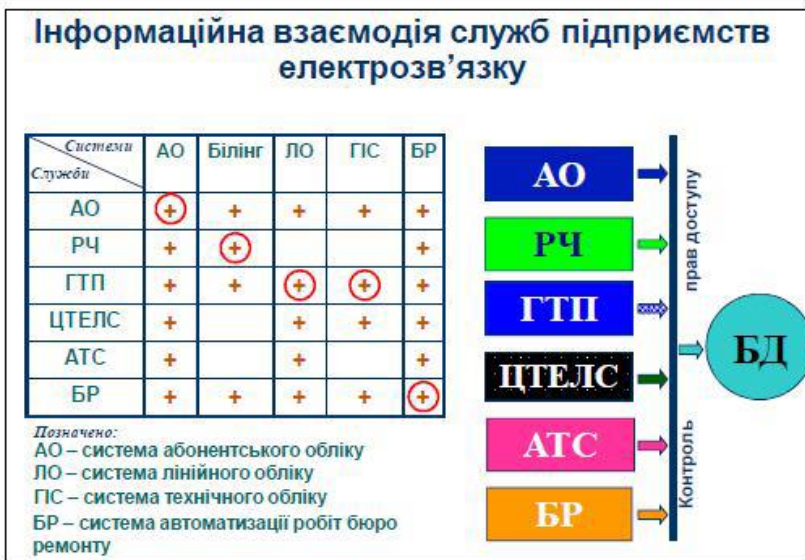 Інформаційна взаємодія служб підприємств
електрозв’язку
Системи
Служби
АО Білінг ЛО ГІС БР
АО + + + + +
РЧ + + +
ГТП + + + + +
ЦТЕЛС + + + +
АТС + + +
БР + + + + +
Позначено:
АО – система абонентського обліку
ЛО – система лінійного обліку
ГІС – система технічного обліку
БР – система автоматизації робіт бюро
ремонту
АО
РЧ
ГТП
ЦТЕЛС
АТС
БР
Контроль прав доступу
БД